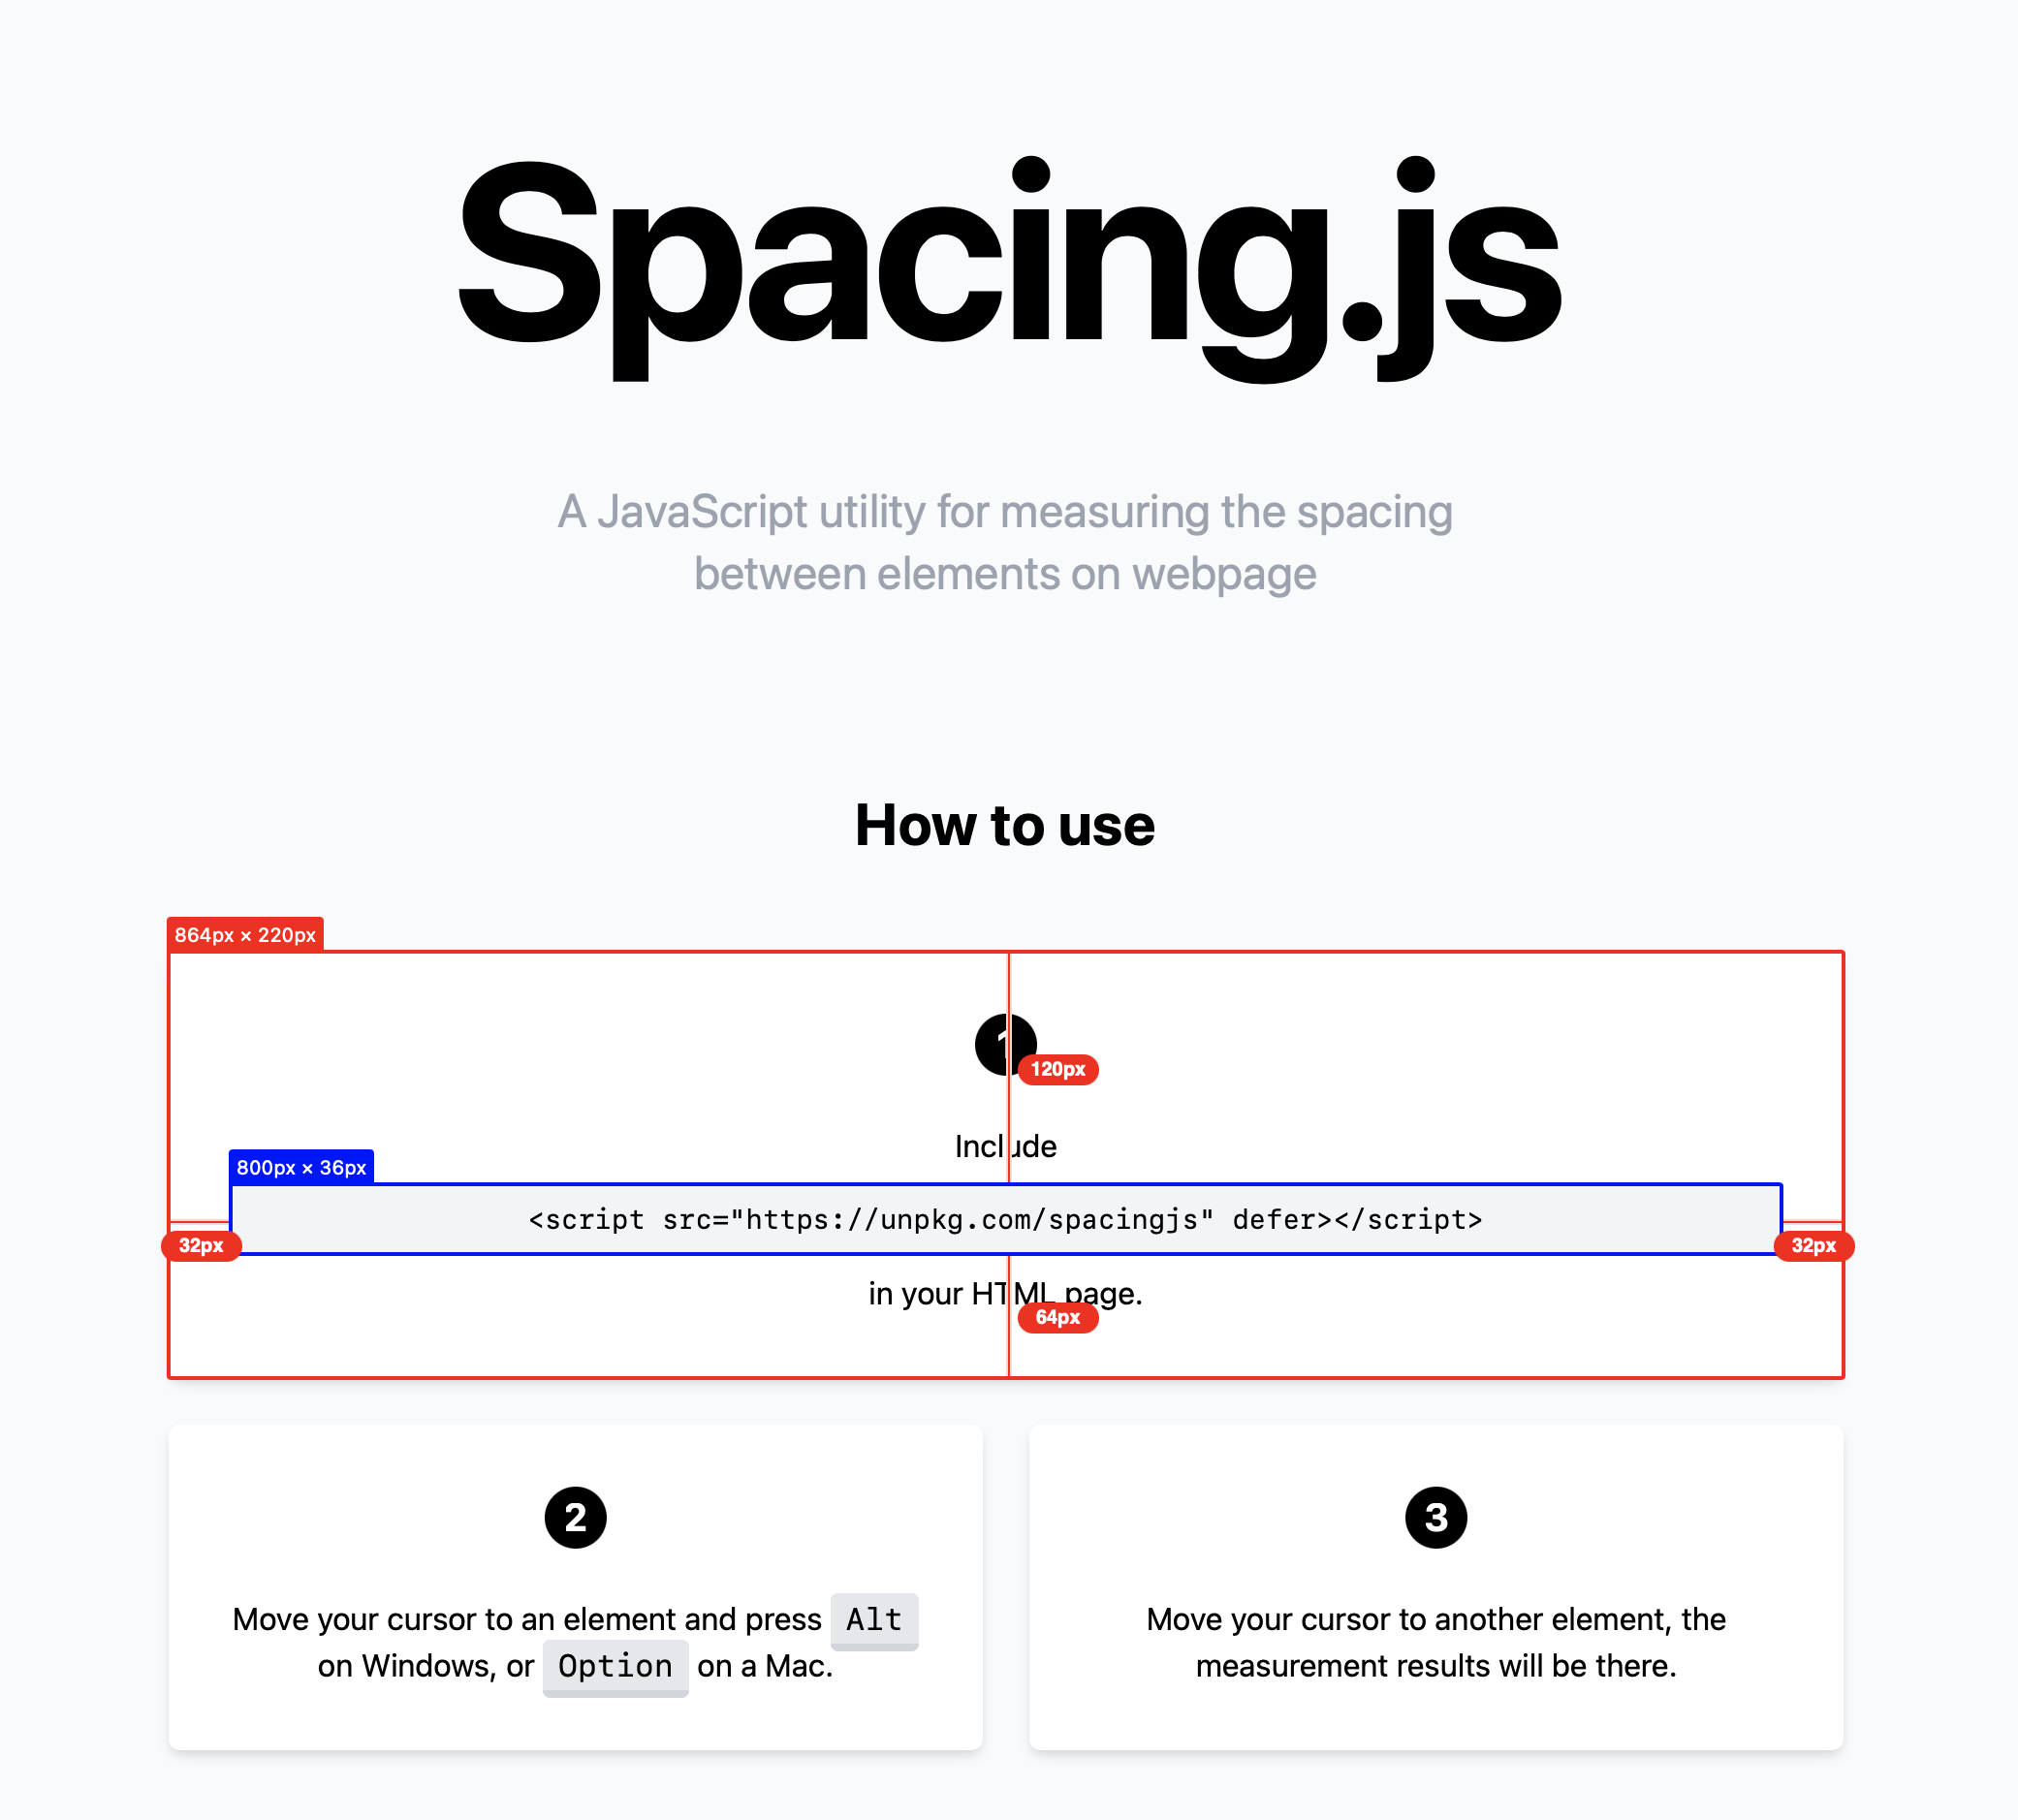 Spacing.js
A JavaScript utility for measuring the spacing
between elements on webpage
How to use
864px × 220px
1
120px
Include
800px × 36px
<script src="https://unpkg.com/spacingjs" defer></script>
32px
32px
in your HTML page.
64px
2
Move your cursor to an element and press Alt
on Windows, or Option on a Mac.
3
Move your cursor to another element, the
measurement results will be there.